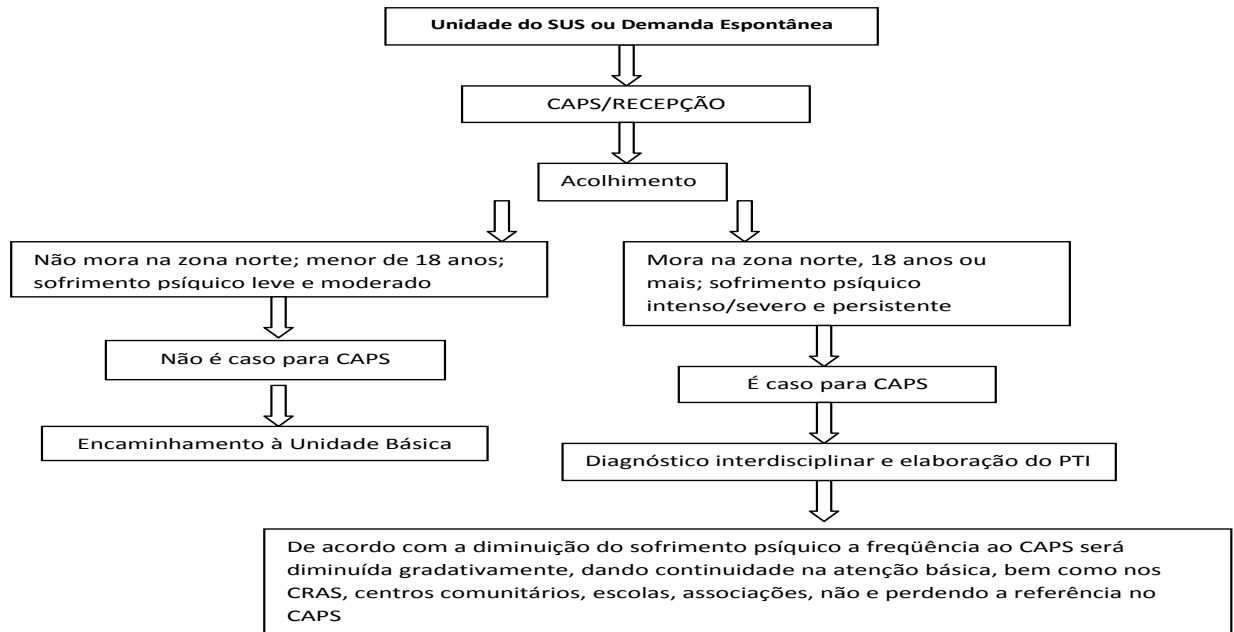 Unidade do SUS ou Demanda Espontânea
CAPS/RECEPÇÃO
Acolhimento
Não mora na zona norte; menor de 18 anos;
sofrimento psíquico leve e moderado
Mora na zona norte, 18 anos ou
mais; sofrimento psíquico
intenso/severo e persistente
Não é caso para CAPS
É caso para CAPS
Encaminhamento à Unidade Básica
Diagnóstico interdisciplinar e elaboração do PTI
De acordo com a diminuição do sofrimento psíquico a freqüência ao CAPS será
diminuída gradativamente, dando continuidade na atenção básica, bem como nos
CRAS, centros comunitários, escolas, associações, não e perdendo a referência no
CAPS